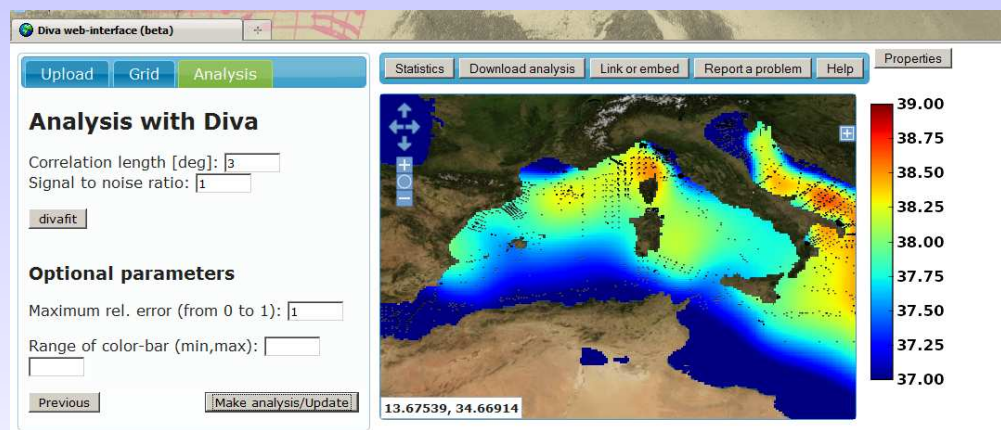 Diva web-interface (beta)
Upload Grid Analysis
Analysis with Diva
Correlation length [deg]: 3
Signal to noise ratio: 1
divafit
Optional parameters
Maximum rel. error (from 0 to 1): 1
Range of color-bar (min,max):
Previous Make analysis/Update
Statistics Download analysis Link or embed Report a problem Help
Properties
13.67539, 34.66914
39.00
38.75
38.50
38.25
38.00
37.75
37.50
37.25
37.00